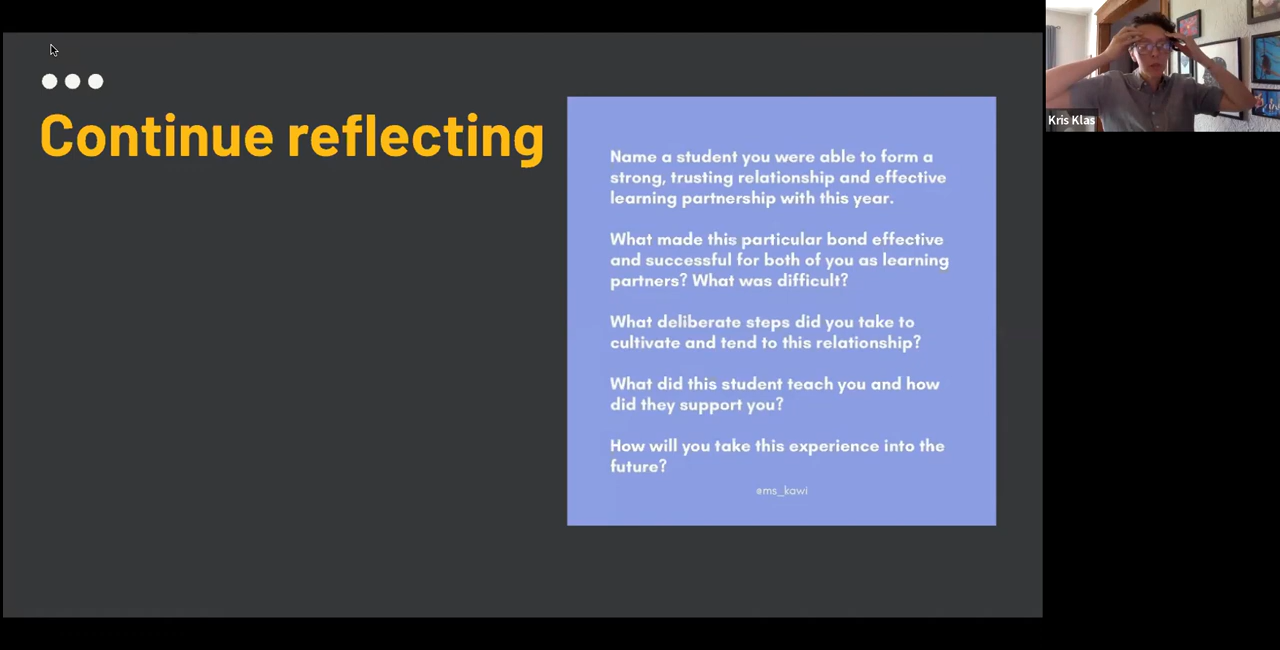 Continue reflecting
Name a student you were able to form a
strong, trusting relationship and effective
learning partnership with this year.
What made this particular bond effective
and successful for both of you as learning
partners? What was difficult?
What deliberate steps did you take to
cultivate and tend to this relationship?
What did this student teach you and how
did they support you?
How will you take this experience into the
future?
@ms_kawi
Kris Klas